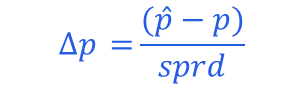 Δp = (p̂ − p) / sprd